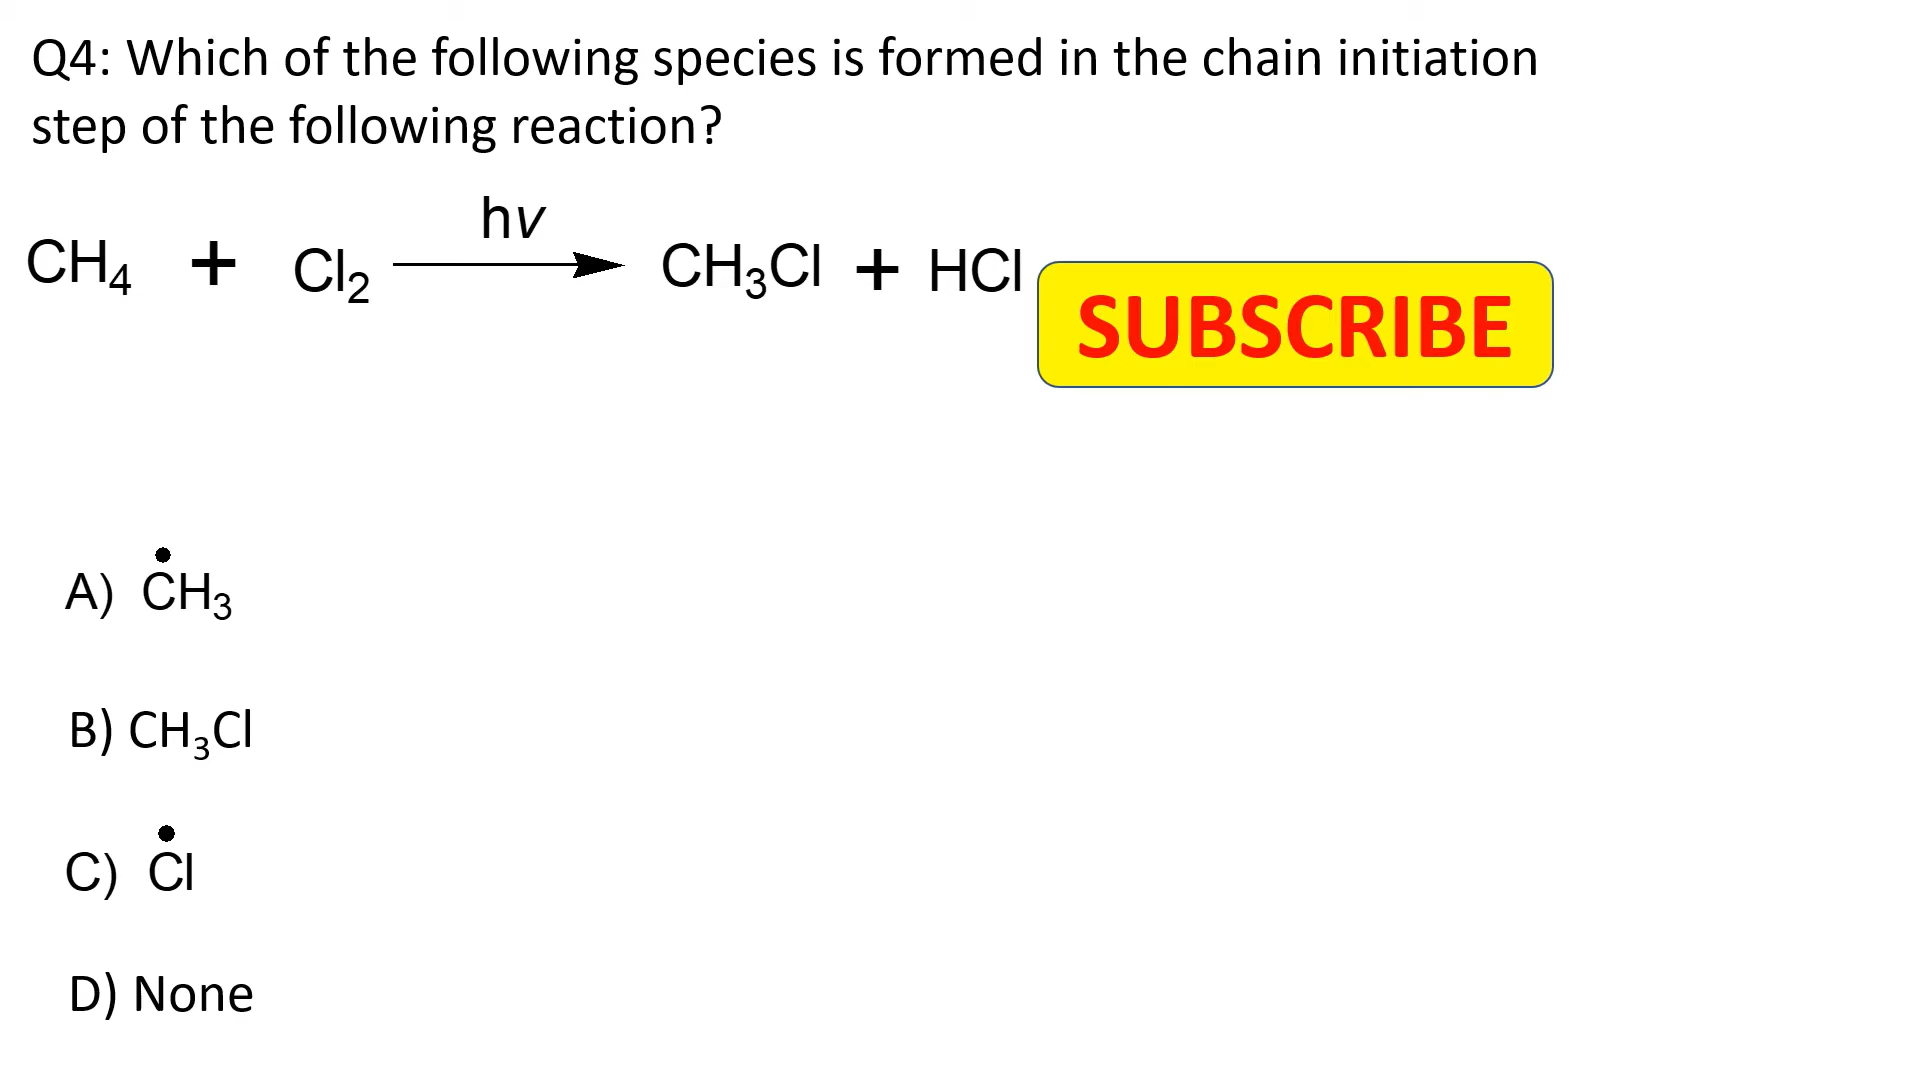 Q4: Which of the following species is formed in the chain initiation
step of the following reaction?
hv
CH₄ + Cl₂ ⟶ CH₃Cl + HCl
SUBSCRIBE
A) ĊH₃
B) CH₃Cl
C) Ċl
D) None